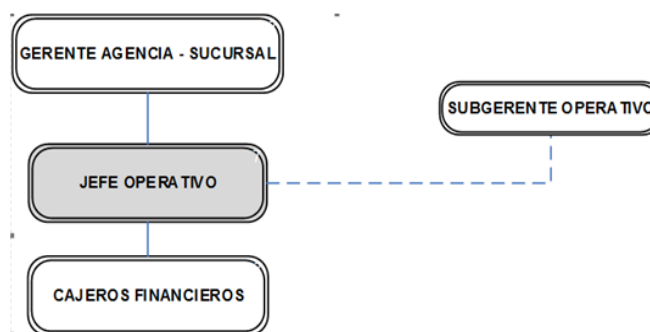 GERENTE AGENCIA - SUCURSAL
SUBGERENTE OPERATIVO
JEFE OPERATIVO
CAJEROS FINANCIEROS